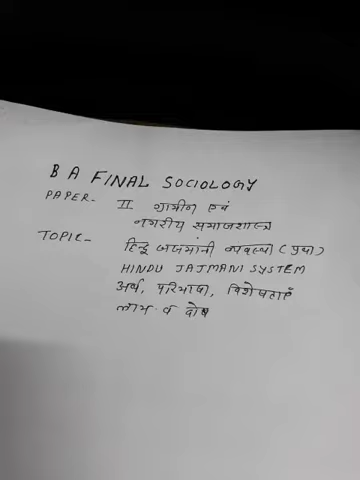 B A FINAL SOCIOLOGY
PAPER- II ग्रामीण एवं
नगरीय समाजशास्त्र
TOPIC- हिन्दु जजमांनी व्यवस्था (प्रथा)
HINDU JAJMANI SYSTEM
अर्थ, परिभाषा, विशेषताएँ
लाभ व दोष